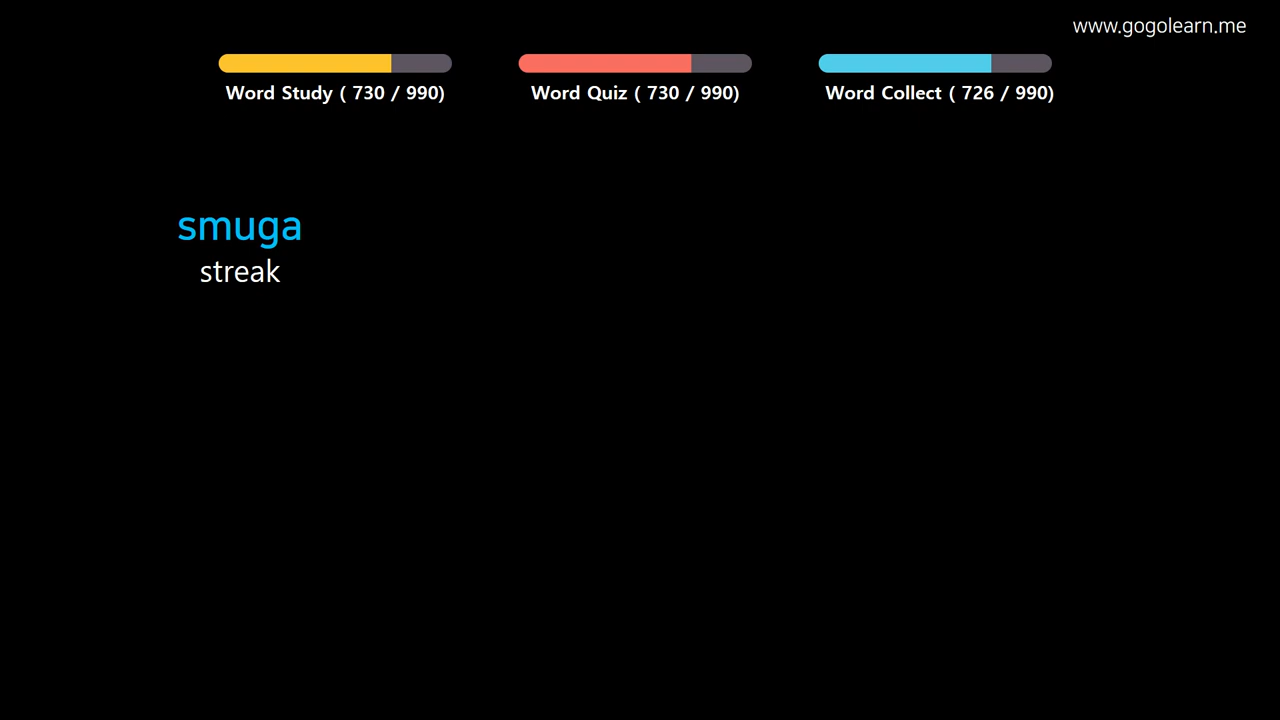 www.gogolearn.me
Word Study ( 730 / 990)
Word Quiz ( 730 / 990)
Word Collect ( 726 / 990)
smuga
streak